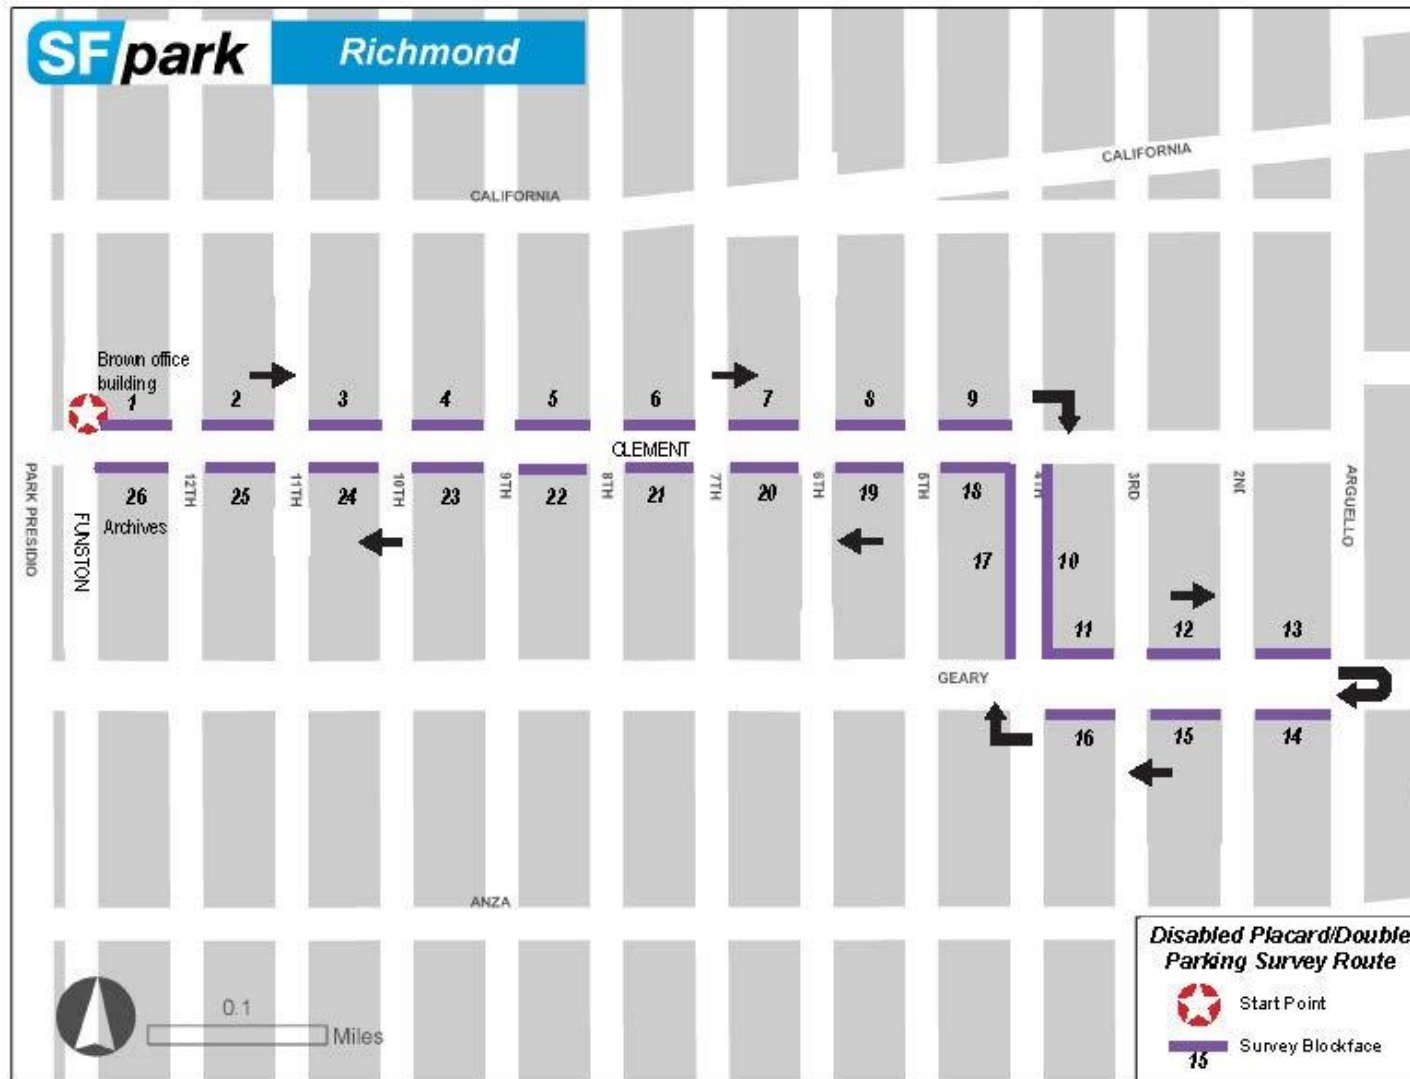 SFpark
Richmond
CALIFORNIA
CALIFORNIA
Brown office
building
1
2
3
4
5
6
7
8
9
CLEMENT
PARK PRESIDIO
FUNSTON
12TH
11TH
10TH
9TH
8TH
7TH
6TH
5TH
4TH
3RD
2ND
ARGUELLO
26
25
24
23
22
21
20
19
18
Archives
17
10
11
12
13
GEARY
16
15
14
ANZA
0.1
Miles
Disabled Placard/Double
Parking Survey Route
Start Point
Survey Blockface
15